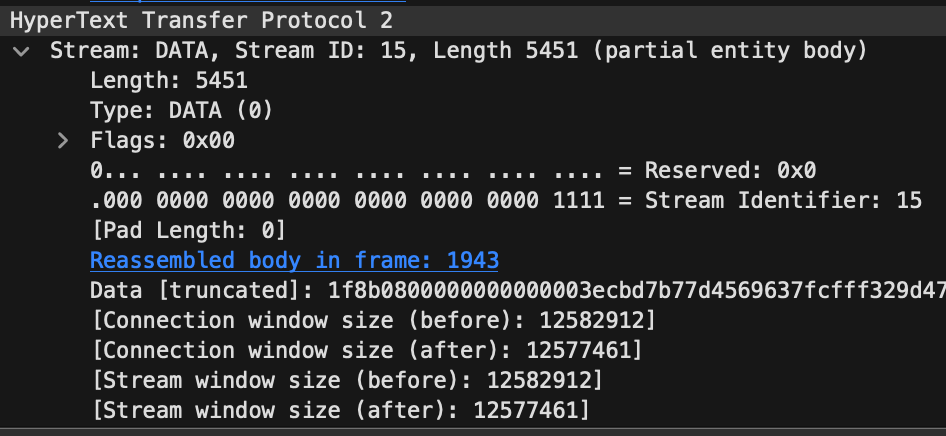 HyperText Transfer Protocol 2
Stream: DATA, Stream ID: 15, Length 5451 (partial entity body)
Length: 5451
Type: DATA (0)
Flags: 0x00
0... .... .... .... .... .... .... .... = Reserved: 0x0
.000 0000 0000 0000 0000 0000 0000 1111 = Stream Identifier: 15
[Pad Length: 0]
Reassembled body in frame: 1943
Data [truncated]: 1f8b0800000000000003ecbd7b77d4569637fcfff329d47
[Connection window size (before): 12582912]
[Connection window size (after): 12577461]
[Stream window size (before): 12582912]
[Stream window size (after): 12577461]